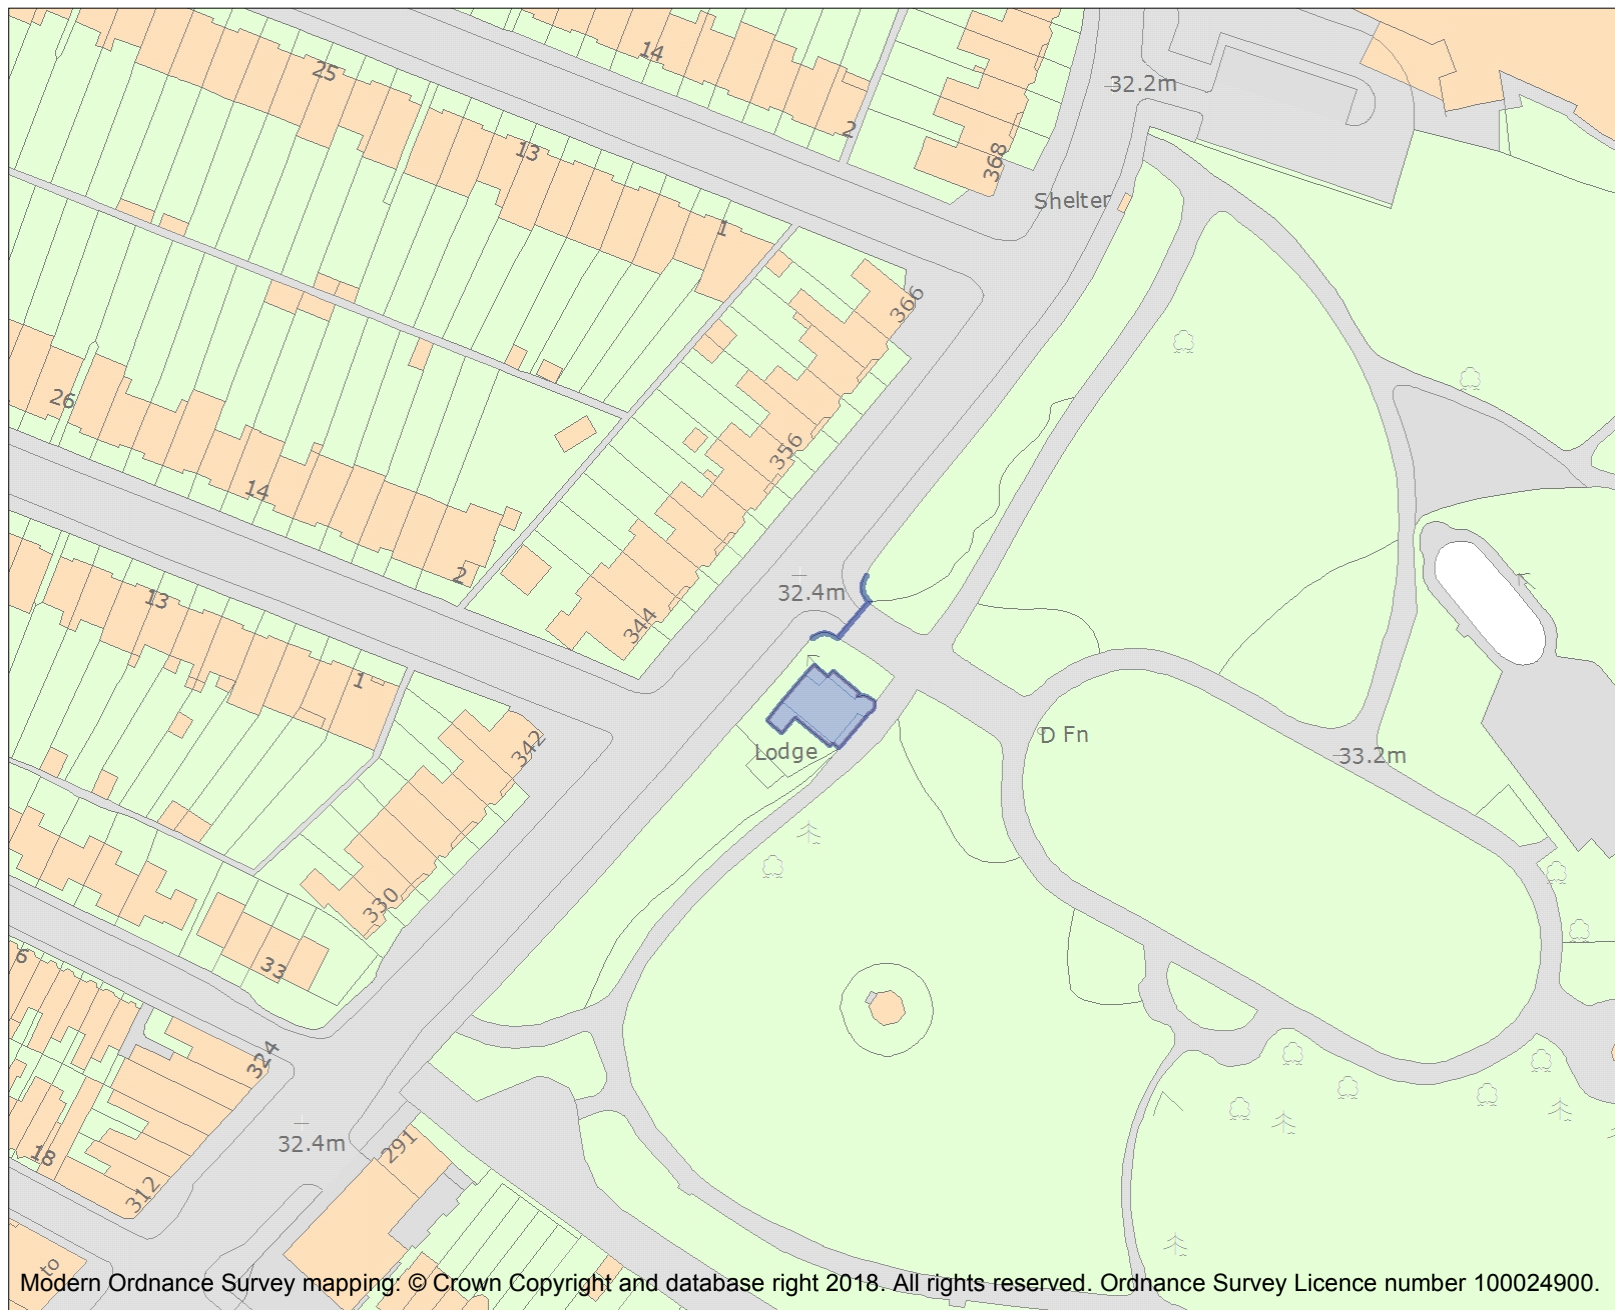 14
32.2m
25
2
13
368
Shelter
1
366
26
356
14
2
32.4m
13
344
1
D Fn
342
Lodge
33.2m
330
33
6
324
32.4m
291
18
312
to
Modern Ordnance Survey mapping: © Crown Copyright and database right 2018. All rights reserved. Ordnance Survey Licence number 100024900.